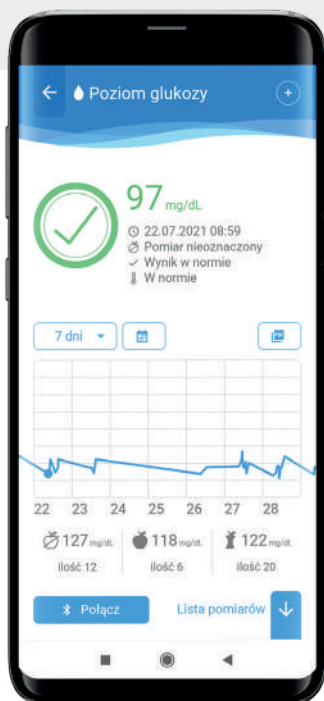 Poziom glukozy
97 mg/dL
22.07.2021 08:59
Pomiar nieoznaczony
Wynik w normie
W normie
7 dni
22 23 24 25 26 27 28
127 mg/dL 118 mg/dL 122 mg/dL
ilość 12 ilość 6 ilość 20
Połącz Lista pomiarów